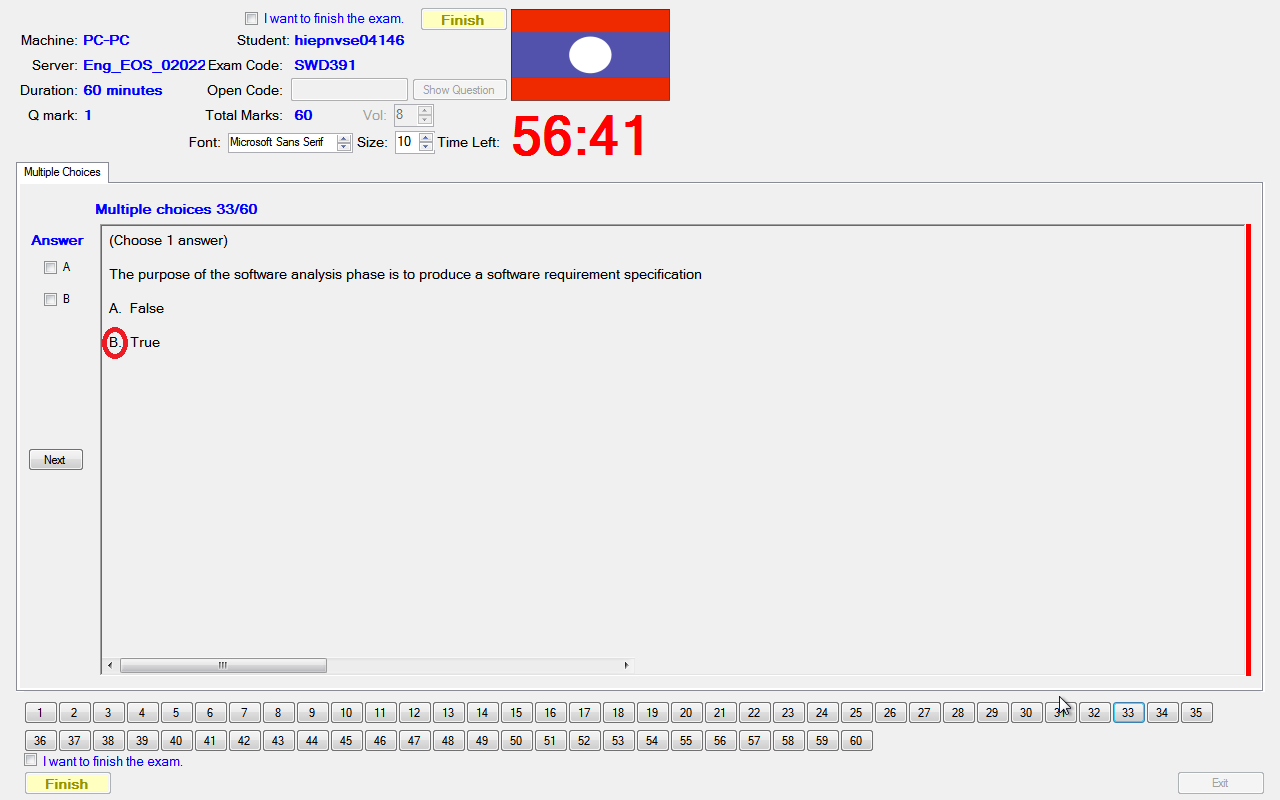 I want to finish the exam. Finish
Machine: PC-PC Student: hiepnvse04146
Server: Eng_EOS_02022 Exam Code: SWD391
Duration: 60 minutes Open Code: Show Question
Q mark: 1 Total Marks: 60 Vol: 8
Font: Microsoft Sans Serif Size: 10 Time Left: 56:41
Multiple Choices
Multiple choices 33/60
Answer
A
B
(Choose 1 answer)
The purpose of the software analysis phase is to produce a software requirement specification
A. False
B. True
Next
1 2 3 4 5 6 7 8 9 10 11 12 13 14 15 16 17 18 19 20 21 22 23 24 25 26 27 28 29 30 31 32 33 34 35
36 37 38 39 40 41 42 43 44 45 46 47 48 49 50 51 52 53 54 55 56 57 58 59 60
I want to finish the exam.
Finish Exit